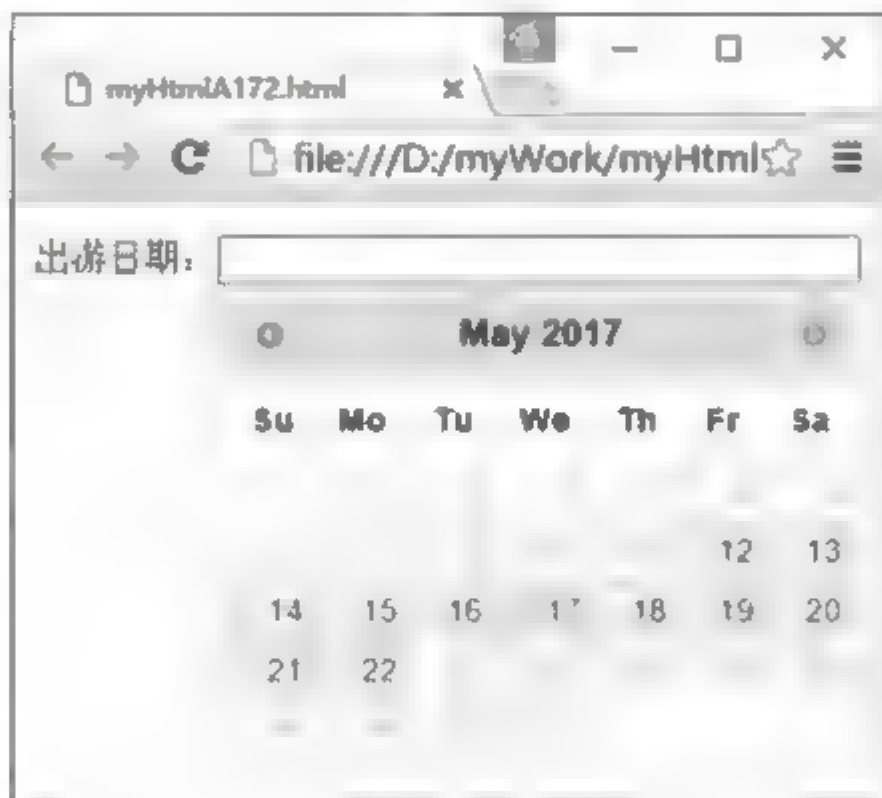 myHtmlA172.html
file:///D:/myWork/myHtml
出游日期：
May 2017
Su Mo Tu We Th Fr Sa
12 13
14 15 16 17 18 19 20
21 22